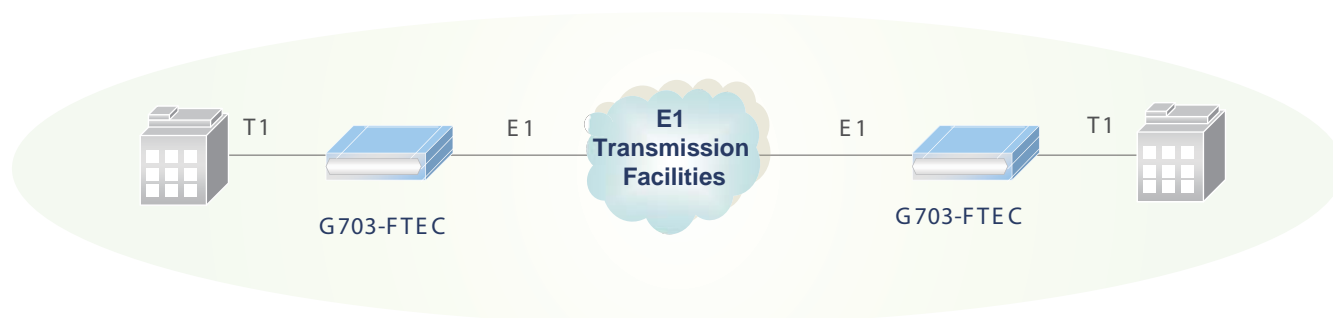 T1
E1
E1
Transmission
Facilities
E1
T1
G703-FTEC
G703-FTEC